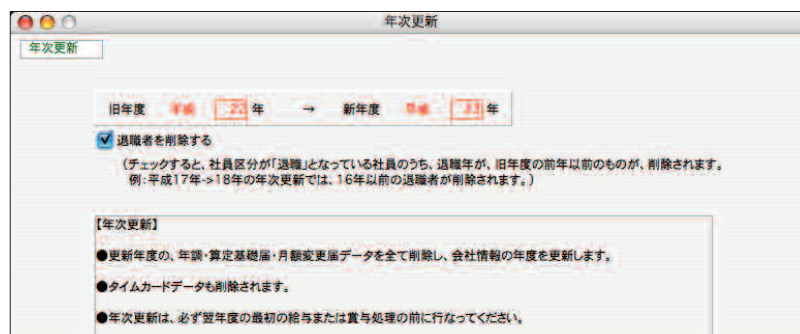 年次更新
年次更新
旧年度 平成 22 年 → 新年度 平成 23 年
退職者を削除する
(チェックすると、社員区分が「退職」となっている社員のうち、退職年が、旧年度の前年以前のものが、削除されます。
例:平成17年->18年の年次更新では、16年以前の退職者が削除されます。)
【年次更新】
●更新年度の、年調・算定基礎届・月額変更届データを全て削除し、会社情報の年度を更新します。
●タイムカードデータも削除されます。
●年次更新は、必ず翌年度の最初の給与または賞与処理の前に行なってください。